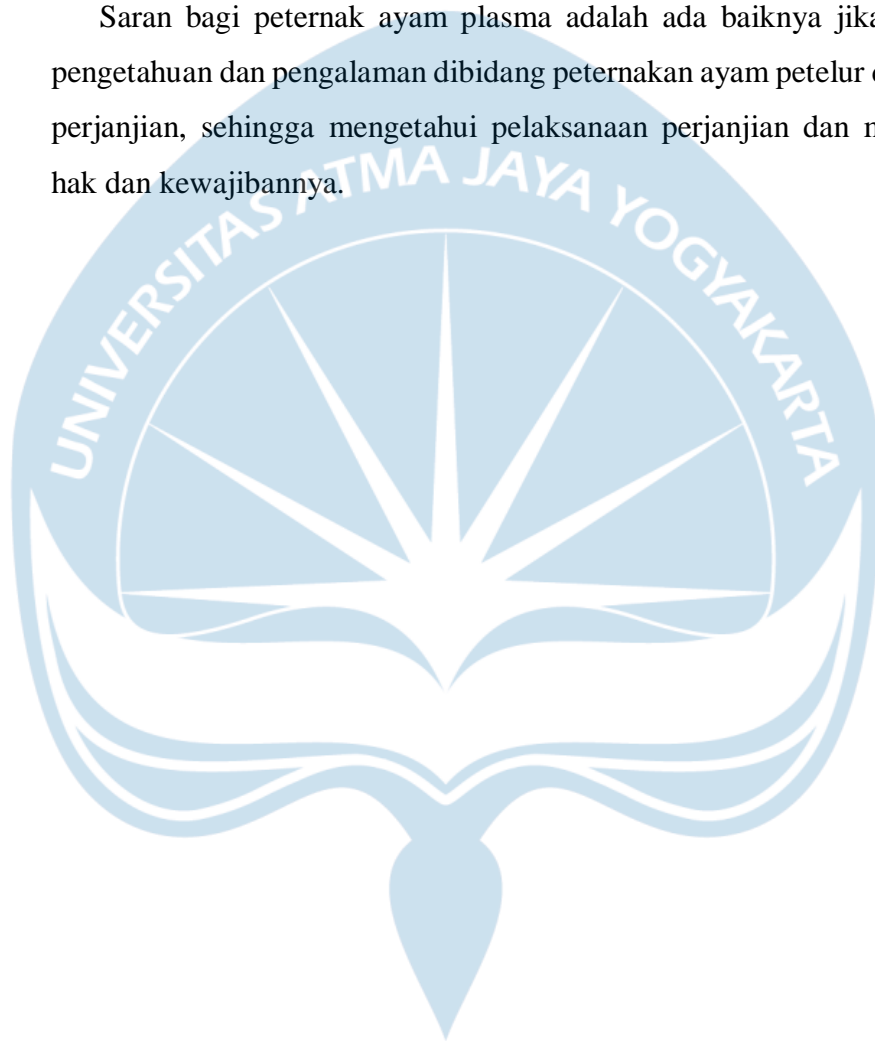 Saran bagi peternak ayam plasma adalah ada baiknya jika
pengetahuan dan pengalaman dibidang peternakan ayam petelur
perjanjian, sehingga mengetahui pelaksanaan perjanjian dan
hak dan kewajibannya.
UNIVERSITAS ATMA JAYA YOGYAKARTA